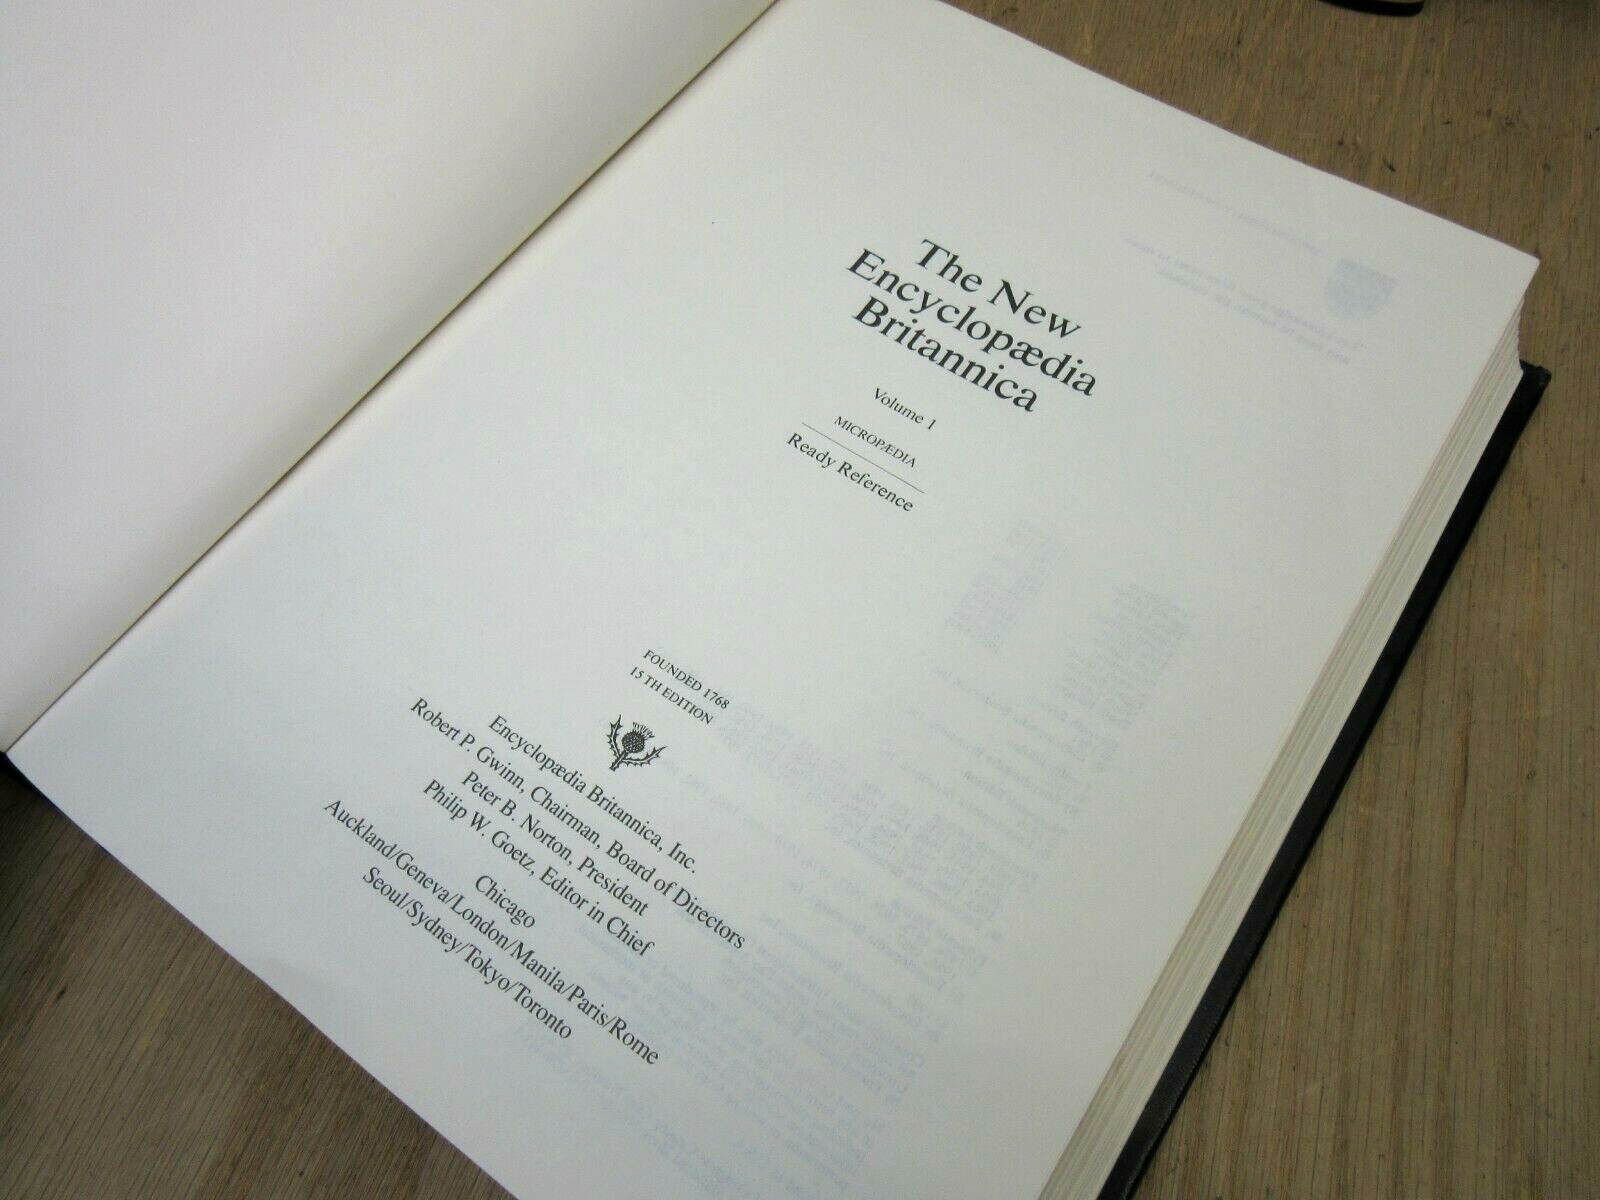 The New
Encyclopædia
Britannica
Volume 1
MICROPÆDIA
Ready Reference
FOUNDED 1768
15 TH EDITION
Encyclopædia Britannica, Inc.
Robert P. Gwinn, Chairman, Board of Directors
Peter B. Norton, President
Philip W. Goetz, Editor in Chief
Chicago
Auckland/Geneva/London/Manila/Paris/Rome
Seoul/Sydney/Tokyo/Toronto